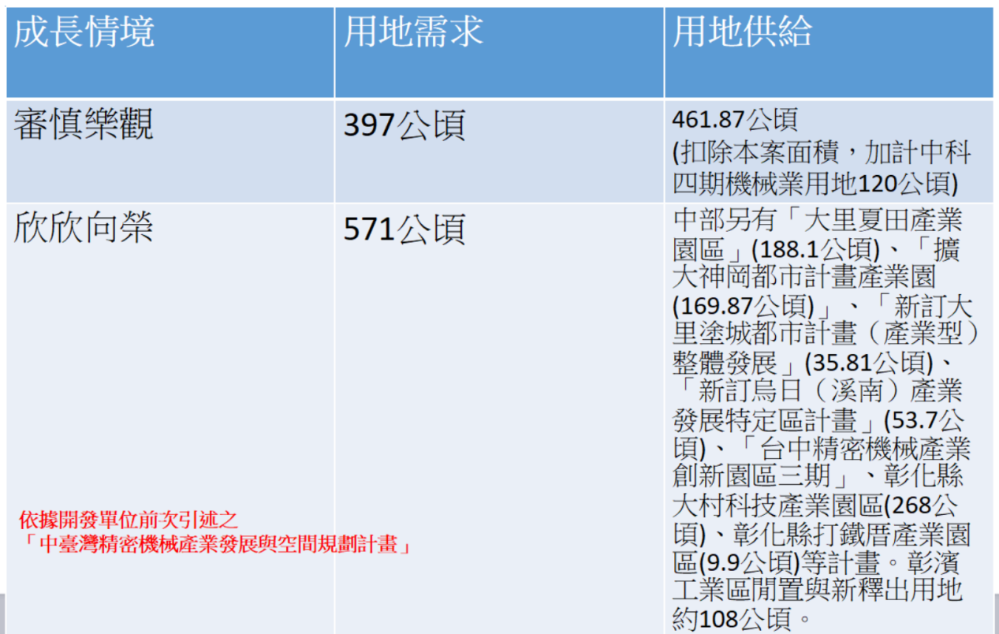 成長情境
用地需求
用地供給
審慎樂觀
397公頃
461.87公頃
(扣除本案面積，加計中科
四期機械業用地120公頃)
欣欣向榮
571公頃
中部另有「大里夏田產業
園區」(188.1公頃)、「擴
大神岡都市計畫產業園
(169.87公頃)」、「新訂大
里塗城都市計畫（產業型）
整體發展」(35.81公頃)、
「新訂烏日（溪南）產業
發展特定區計畫」(53.7公
頃)、「台中精密機械產業
創新園區三期」、彰化縣
大村科技產業園區(268公
頃)、彰化縣打鐵厝產業園
區(9.9公頃)等計畫。彰濱
工業區閒置與新釋出用地
約108公頃。
依據開發單位前次引述之
「中臺灣精密機械產業發展與空間規劃計畫」